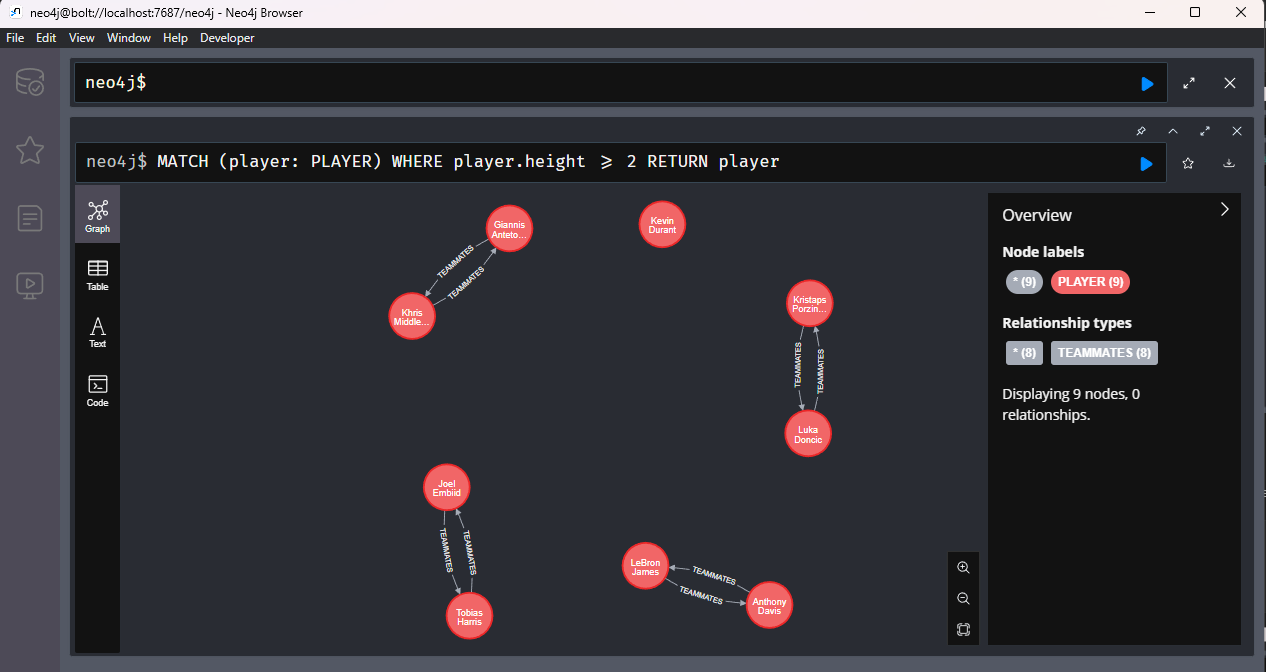 neo4j@bolt://localhost:7687/neo4j - Neo4j Browser
File Edit View Window Help Developer
neo4j$
neo4j$ MATCH (player: PLAYER) WHERE player.height ≥ 2 RETURN player
Graph
Table
Text
Code
Giannis
Anteto...
TEAMMATES
TEAMMATES
Khris
Middle...
Kevin
Durant
Kristaps
Porzin...
TEAMMATES
TEAMMATES
Luka
Doncic
Joel
Embiid
TEAMMATES
TEAMMATES
Tobias
Harris
LeBron
James
TEAMMATES
TEAMMATES
Anthony
Davis
Overview
Node labels
* (9) PLAYER (9)
Relationship types
* (8) TEAMMATES (8)
Displaying 9 nodes, 0
relationships.